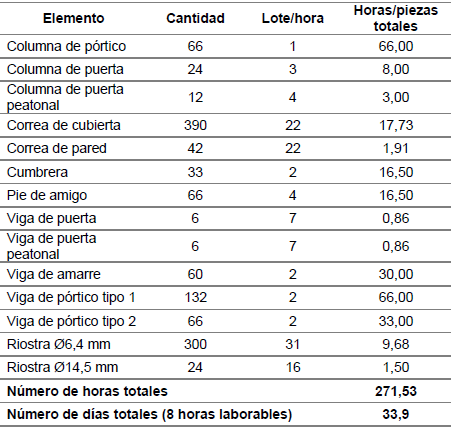 Elemento Cantidad Lote/hora Horas/piezas totales
Columna de pórtico 66 1 66,00
Columna de puerta 24 3 8,00
Columna de puerta peatonal 12 4 3,00
Correa de cubierta 390 22 17,73
Correa de pared 42 22 1,91
Cumbrera 33 2 16,50
Pie de amigo 66 4 16,50
Viga de puerta 6 7 0,86
Viga de puerta peatonal 6 7 0,86
Viga de amarre 60 2 30,00
Viga de pórtico tipo 1 132 2 66,00
Viga de pórtico tipo 2 66 2 33,00
Riostra Ø6,4 mm 300 31 9,68
Riostra Ø14,5 mm 24 16 1,50
Número de horas totales 271,53
Número de días totales (8 horas laborables) 33,9